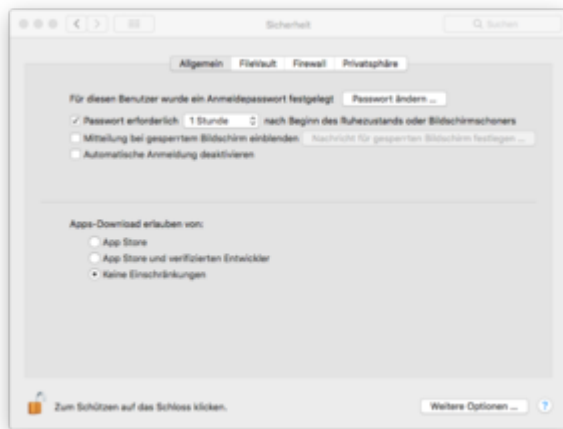 Sicherheit
Suchen
Allgemein FileVault Firewall Privatsphäre
Für diesen Benutzer wurde ein Anmeldepasswort festgelegt Passwort ändern ...
Passwort erforderlich 1 Stunde nach Beginn des Ruhezustands oder Bildschirmschoners
Mitteilung bei gesperrtem Bildschirm einblenden Nachricht für gesperrten Bildschirm festlegen ...
Automatische Anmeldung deaktivieren
Apps-Download erlauben von:
App Store
App Store und verifizierten Entwickler
Keine Einschränkungen
Zum Schützen auf das Schloss klicken.
Weitere Optionen ... ?